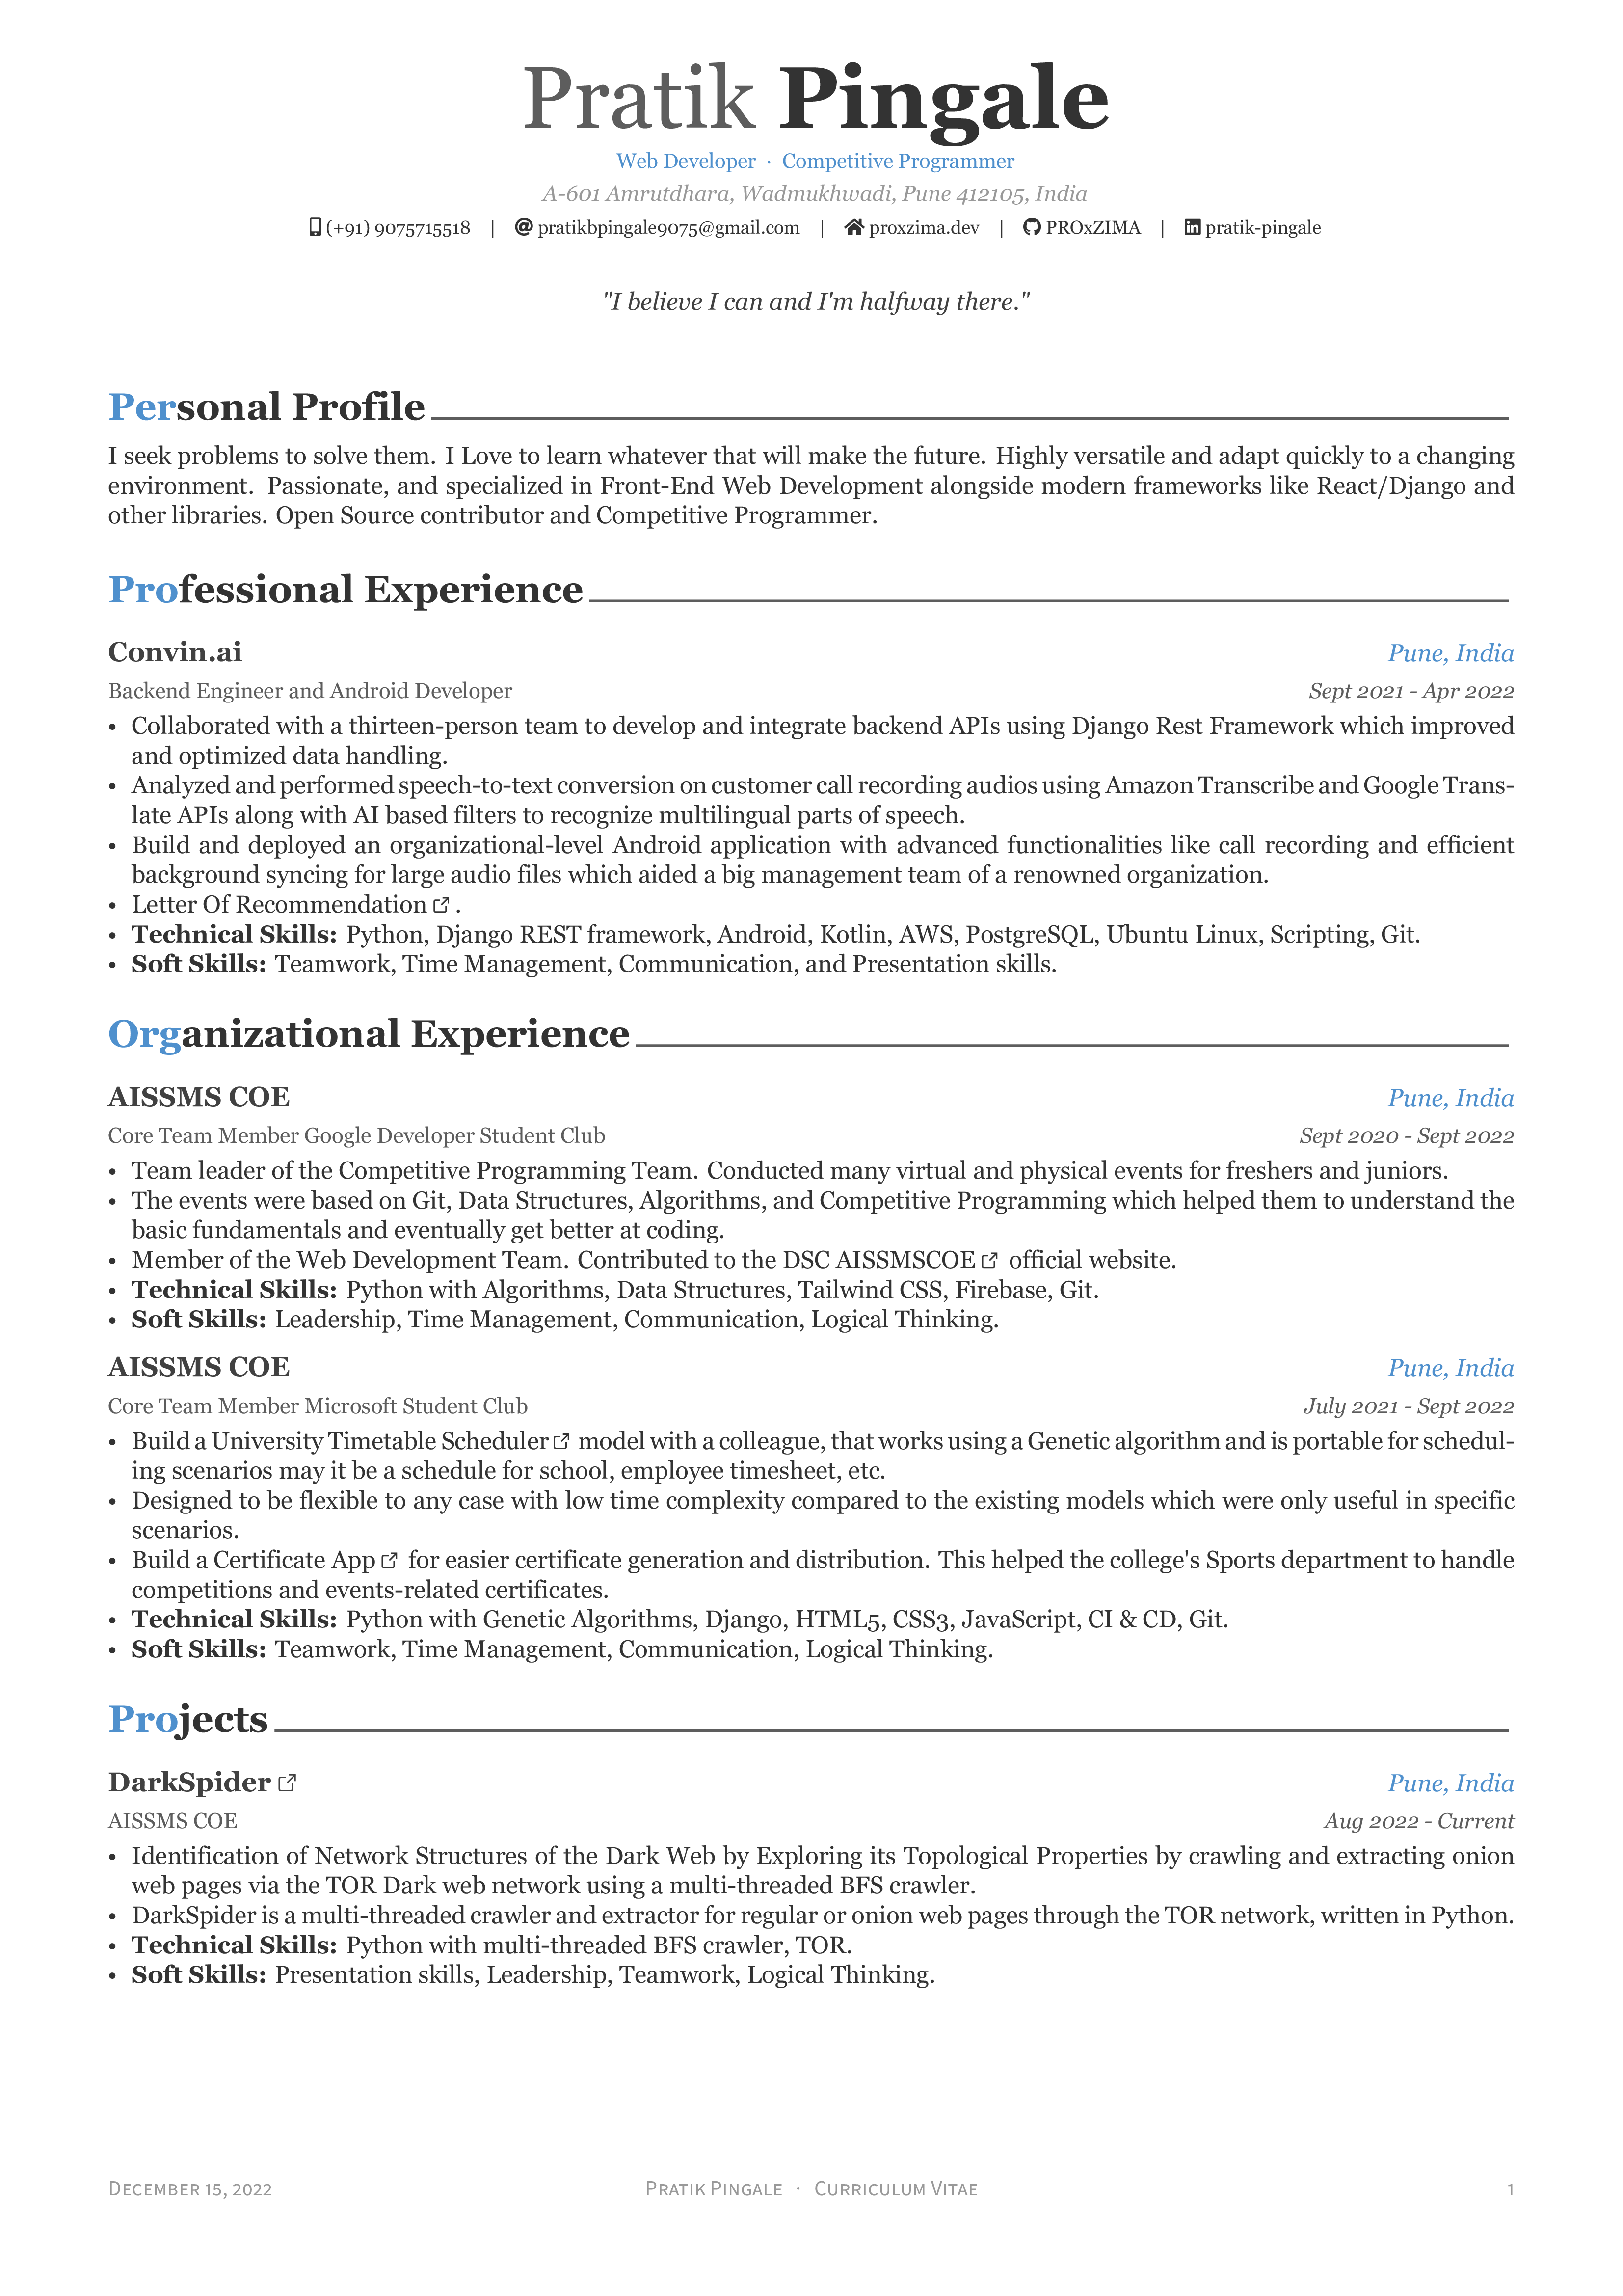 Pratik Pingale
Web Developer · Competitive Programmer
A-601 Amrutdhara, Wadmukhwadi, Pune 412105, India
(+91) 9075715518 | pratikbpingale9075@gmail.com | proxzima.dev | PROxZIMA | pratik-pingale
"I believe I can and I'm halfway there."
Personal Profile
I seek problems to solve them. I Love to learn whatever that will make the future. Highly versatile and adapt quickly to a changing
environment. Passionate, and specialized in Front-End Web Development alongside modern frameworks like React/Django and
other libraries. Open Source contributor and Competitive Programmer.
Professional Experience
Convin.ai Pune, India
Backend Engineer and Android Developer Sept 2021 - Apr 2022
• Collaborated with a thirteen-person team to develop and integrate backend APIs using Django Rest Framework which improved
and optimized data handling.
• Analyzed and performed speech-to-text conversion on customer call recording audios using Amazon Transcribe and Google Trans-
late APIs along with AI based filters to recognize multilingual parts of speech.
• Build and deployed an organizational-level Android application with advanced functionalities like call recording and efficient
background syncing for large audio files which aided a big management team of a renowned organization.
• Letter Of Recommendation .
• Technical Skills: Python, Django REST framework, Android, Kotlin, AWS, PostgreSQL, Ubuntu Linux, Scripting, Git.
• Soft Skills: Teamwork, Time Management, Communication, and Presentation skills.
Organizational Experience
AISSMS COE Pune, India
Core Team Member Google Developer Student Club Sept 2020 - Sept 2022
• Team leader of the Competitive Programming Team. Conducted many virtual and physical events for freshers and juniors.
• The events were based on Git, Data Structures, Algorithms, and Competitive Programming which helped them to understand the
basic fundamentals and eventually get better at coding.
• Member of the Web Development Team. Contributed to the DSC AISSMSCOE official website.
• Technical Skills: Python with Algorithms, Data Structures, Tailwind CSS, Firebase, Git.
• Soft Skills: Leadership, Time Management, Communication, Logical Thinking.
AISSMS COE Pune, India
Core Team Member Microsoft Student Club July 2021 - Sept 2022
• Build a University Timetable Scheduler model with a colleague, that works using a Genetic algorithm and is portable for schedul-
ing scenarios may it be a schedule for school, employee timesheet, etc.
• Designed to be flexible to any case with low time complexity compared to the existing models which were only useful in specific
scenarios.
• Build a Certificate App for easier certificate generation and distribution. This helped the college's Sports department to handle
competitions and events-related certificates.
• Technical Skills: Python with Genetic Algorithms, Django, HTML5, CSS3, JavaScript, CI & CD, Git.
• Soft Skills: Teamwork, Time Management, Communication, Logical Thinking.
Projects
DarkSpider Pune, India
AISSMS COE Aug 2022 - Current
• Identification of Network Structures of the Dark Web by Exploring its Topological Properties by crawling and extracting onion
web pages via the TOR Dark web network using a multi-threaded BFS crawler.
• DarkSpider is a multi-threaded crawler and extractor for regular or onion web pages through the TOR network, written in Python.
• Technical Skills: Python with multi-threaded BFS crawler, TOR.
• Soft Skills: Presentation skills, Leadership, Teamwork, Logical Thinking.
December 15, 2022 Pratik Pingale · Curriculum Vitae 1